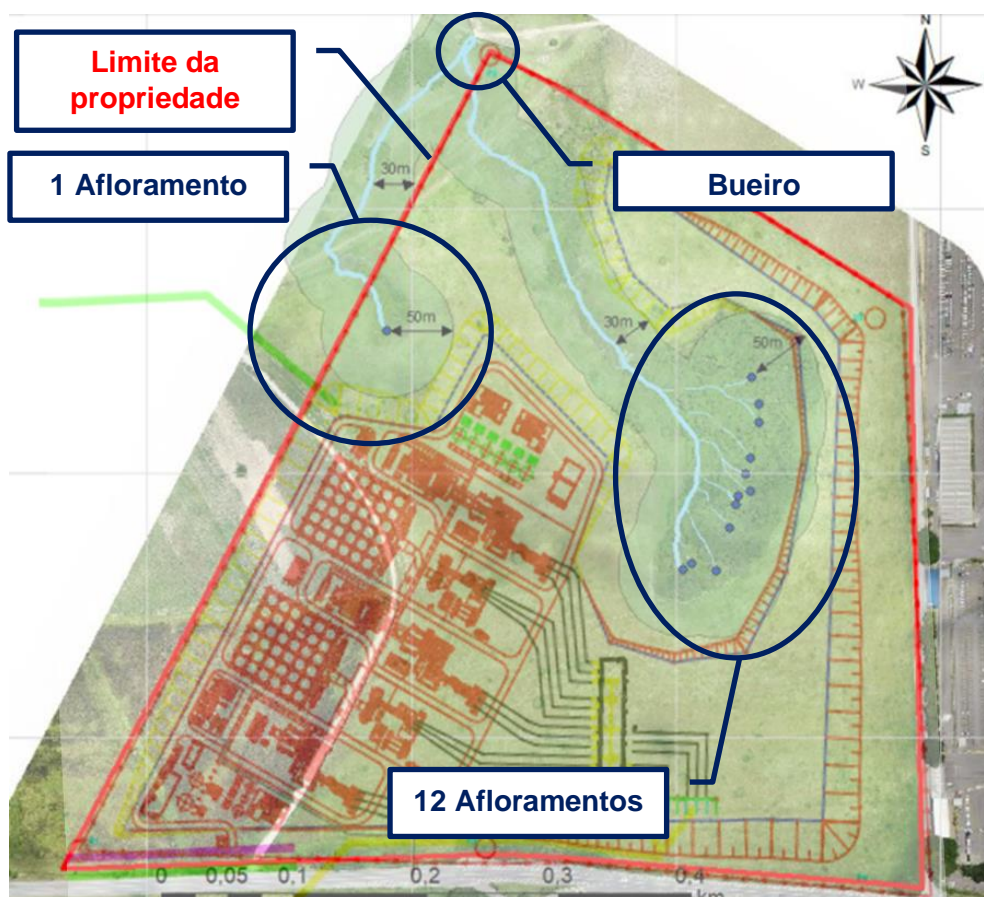 N
W
S
Limite da
propriedade
1 Afloramento
Bueiro
30m
50m
30m
50m
12 Afloramentos
0 0,05 0,1 0,2 0,3 0,4
km